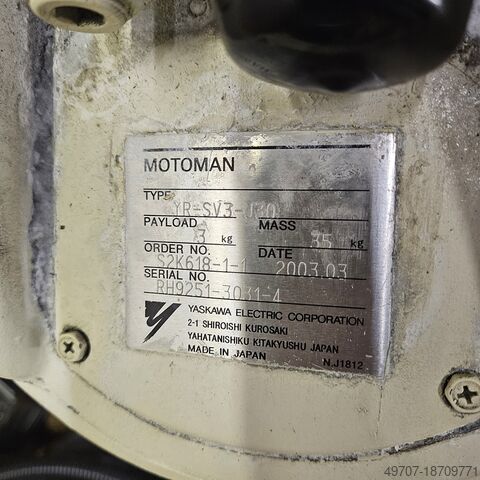 MOTOMAN
TYPE
YR-SV3-
PAYLOAD 3 kg MASS 35 kg
ORDER NO. S2K618-1-1 DATE 2003.03
SERIAL NO. RH9251-3031-4
YASKAWA ELECTRIC CORPORATION
2-1 SHIROISHI KUROSAKI
YAHATANISHIKU KITAKYUSHU JAPAN
MADE IN JAPAN N.J1812
49707-18709771